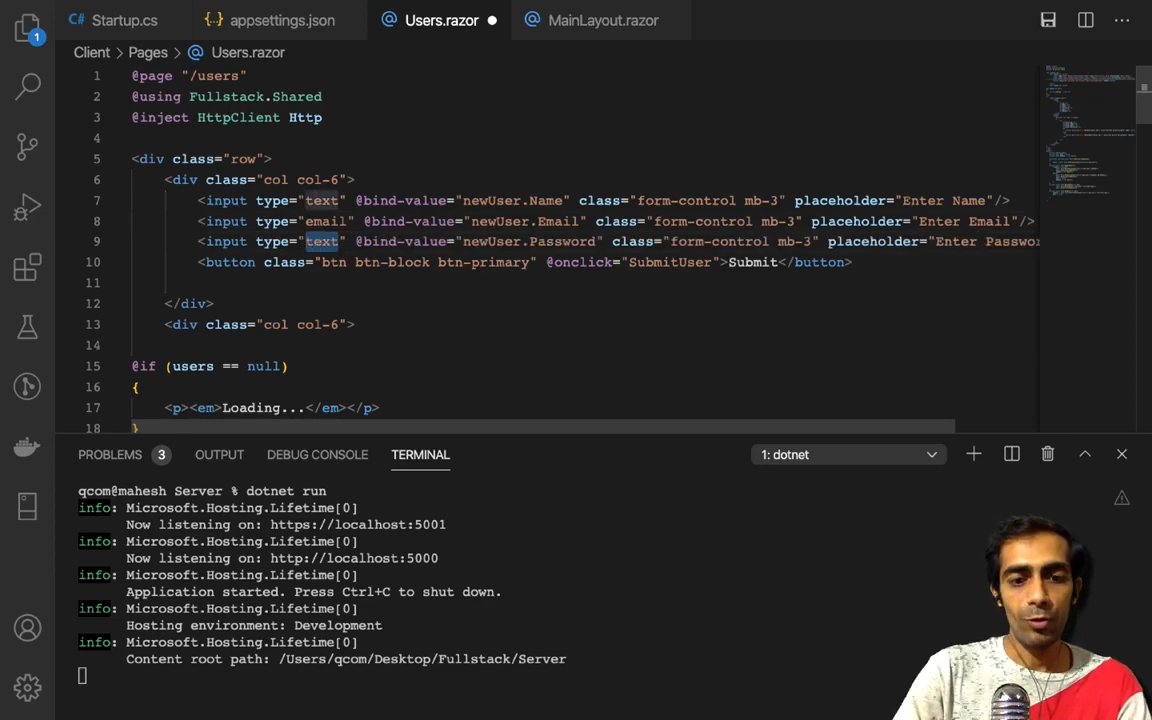 Startup.cs appsettings.json Users.razor MainLayout.razor
1
Client > Pages > Users.razor
1 @page "/users"
2 @using Fullstack.Shared
3 @inject HttpClient Http
4
5 <div class="row">
6 <div class="col col-6">
7 <input type="text" @bind-value="newUser.Name" class="form-control mb-3" placeholder="Enter Name"/>
8 <input type="email" @bind-value="newUser.Email" class="form-control mb-3" placeholder="Enter Email"/>
9 <input type="text" @bind-value="newUser.Password" class="form-control mb-3" placeholder="Enter Passwor
10 <button class="btn btn-block btn-primary" @onclick="SubmitUser">Submit</button>
11
12 </div>
13 <div class="col col-6">
14
15 @if (users == null)
16 {
17 <p><em>Loading...</em></p>
18 }
PROBLEMS 3 OUTPUT DEBUG CONSOLE TERMINAL 1: dotnet
qcom@mahesh Server % dotnet run
info: Microsoft.Hosting.Lifetime[0]
Now listening on: https://localhost:5001
info: Microsoft.Hosting.Lifetime[0]
Now listening on: http://localhost:5000
info: Microsoft.Hosting.Lifetime[0]
Application started. Press Ctrl+C to shut down.
info: Microsoft.Hosting.Lifetime[0]
Hosting environment: Development
info: Microsoft.Hosting.Lifetime[0]
Content root path: /Users/qcom/Desktop/Fullstack/Server